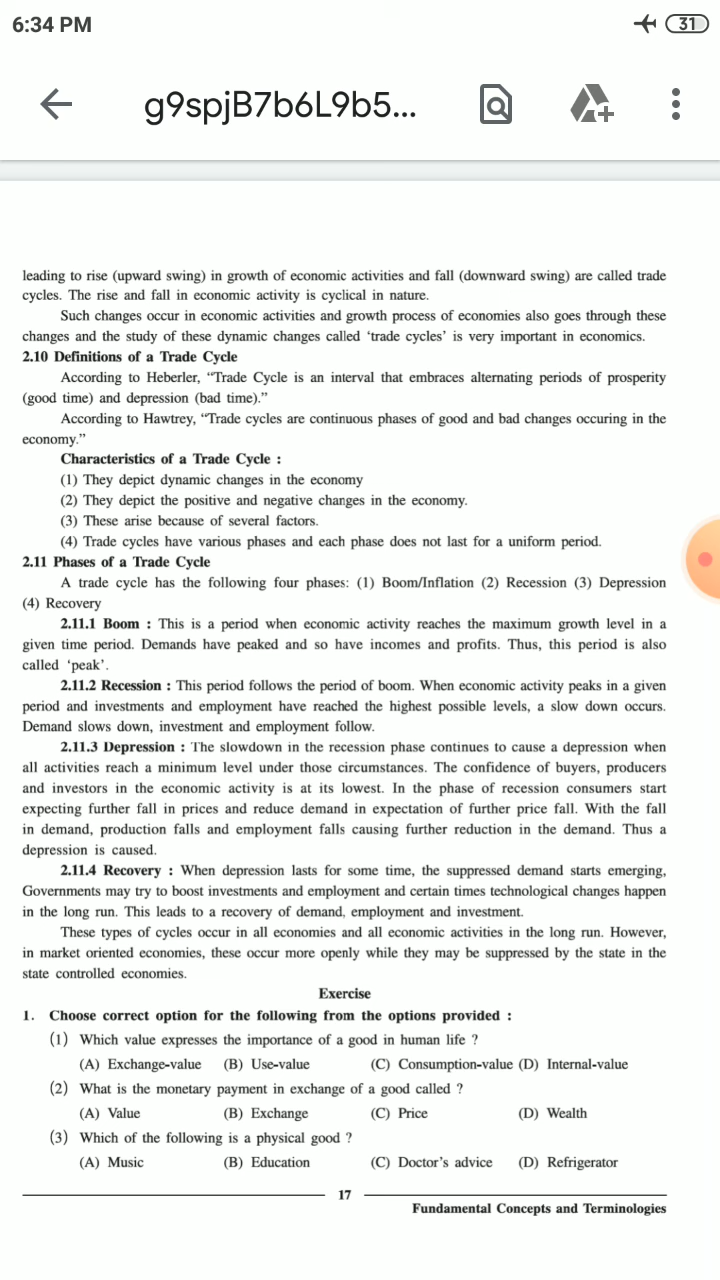 6:34 PM
31
g9spjB7b6L9b5...
leading to rise (upward swing) in growth of economic activities and fall (downward swing) are called trade
cycles. The rise and fall in economic activity is cyclical in nature.
Such changes occur in economic activities and growth process of economies also goes through these
changes and the study of these dynamic changes called ‘trade cycles’ is very important in economics.
2.10 Definitions of a Trade Cycle
According to Heberler, “Trade Cycle is an interval that embraces alternating periods of prosperity
(good time) and depression (bad time).”
According to Hawtrey, “Trade cycles are continuous phases of good and bad changes occuring in the
economy.”
Characteristics of a Trade Cycle :
(1) They depict dynamic changes in the economy
(2) They depict the positive and negative changes in the economy.
(3) These arise because of several factors.
(4) Trade cycles have various phases and each phase does not last for a uniform period.
2.11 Phases of a Trade Cycle
A trade cycle has the following four phases: (1) Boom/Inflation (2) Recession (3) Depression
(4) Recovery
2.11.1 Boom : This is a period when economic activity reaches the maximum growth level in a
given time period. Demands have peaked and so have incomes and profits. Thus, this period is also
called ‘peak’.
2.11.2 Recession : This period follows the period of boom. When economic activity peaks in a given
period and investments and employment have reached the highest possible levels, a slow down occurs.
Demand slows down, investment and employment follow.
2.11.3 Depression : The slowdown in the recession phase continues to cause a depression when
all activities reach a minimum level under those circumstances. The confidence of buyers, producers
and investors in the economic activity is at its lowest. In the phase of recession consumers start
expecting further fall in prices and reduce demand in expectation of further price fall. With the fall
in demand, production falls and employment falls causing further reduction in the demand. Thus a
depression is caused.
2.11.4 Recovery : When depression lasts for some time, the suppressed demand starts emerging,
Governments may try to boost investments and employment and certain times technological changes happen
in the long run. This leads to a recovery of demand, employment and investment.
These types of cycles occur in all economies and all economic activities in the long run. However,
in market oriented economies, these occur more openly while they may be suppressed by the state in the
state controlled economies.
Exercise
1. Choose correct option for the following from the options provided :
(1) Which value expresses the importance of a good in human life ?
(A) Exchange-value (B) Use-value (C) Consumption-value (D) Internal-value
(2) What is the monetary payment in exchange of a good called ?
(A) Value (B) Exchange (C) Price (D) Wealth
(3) Which of the following is a physical good ?
(A) Music (B) Education (C) Doctor’s advice (D) Refrigerator
17
Fundamental Concepts and Terminologies